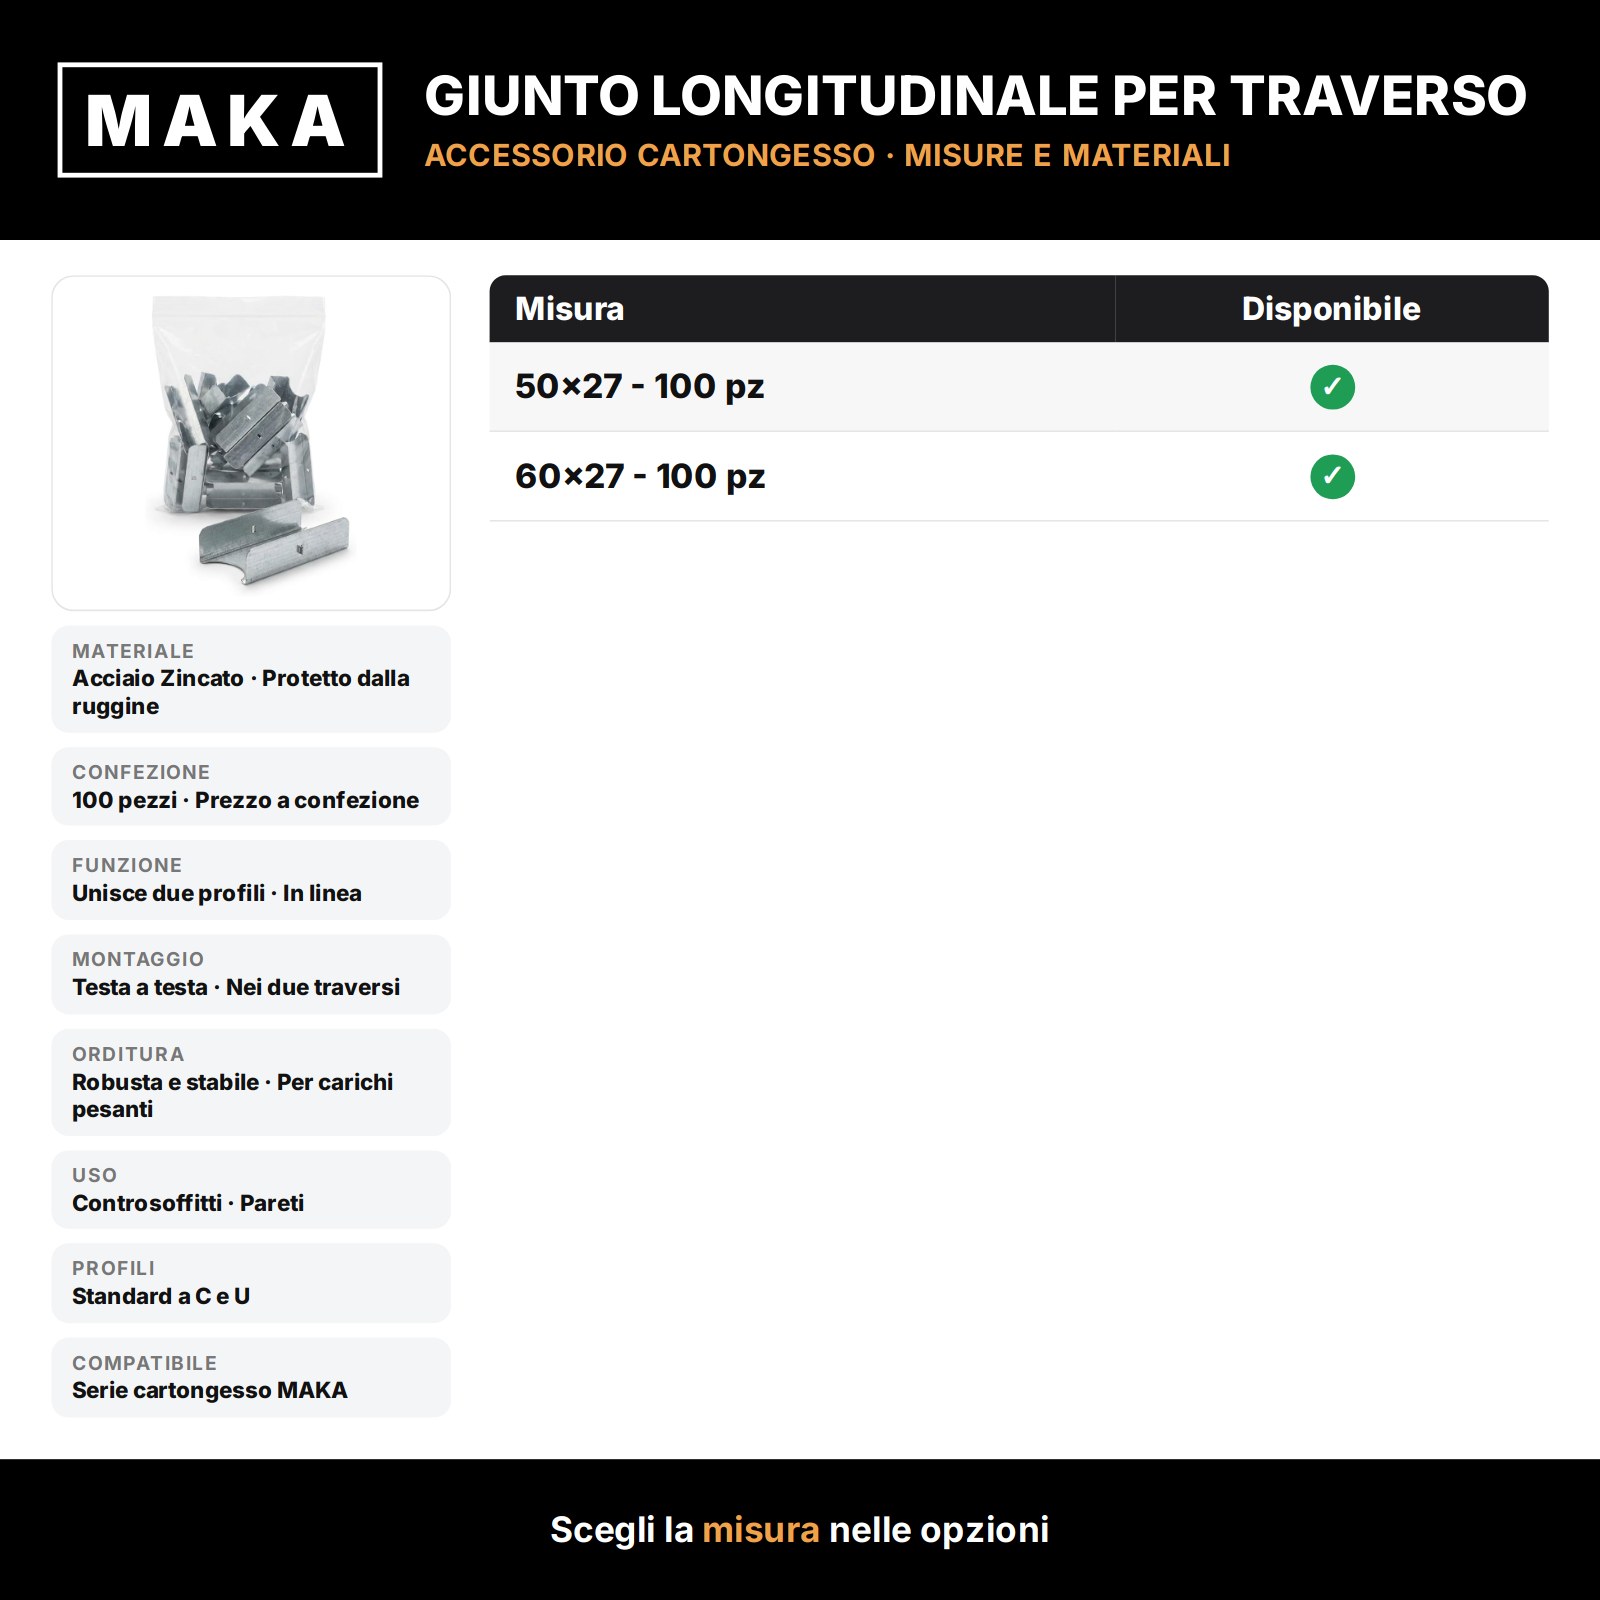 MAKA
GIUNTO LONGITUDINALE PER TRAVERSO
ACCESSORIO CARTONGESSO · MISURE E MATERIALI
Misura Disponibile
50×27 - 100 pz ✓
60×27 - 100 pz ✓
MATERIALE
Acciaio Zincato · Protetto dalla
ruggine
CONFEZIONE
100 pezzi · Prezzo a confezione
FUNZIONE
Unisce due profili · In linea
MONTAGGIO
Testa a testa · Nei due traversi
ORDITURA
Robusta e stabile · Per carichi
pesanti
USO
Controsoffitti · Pareti
PROFILI
Standard a C e U
COMPATIBILE
Serie cartongesso MAKA
Scegli la misura nelle opzioni